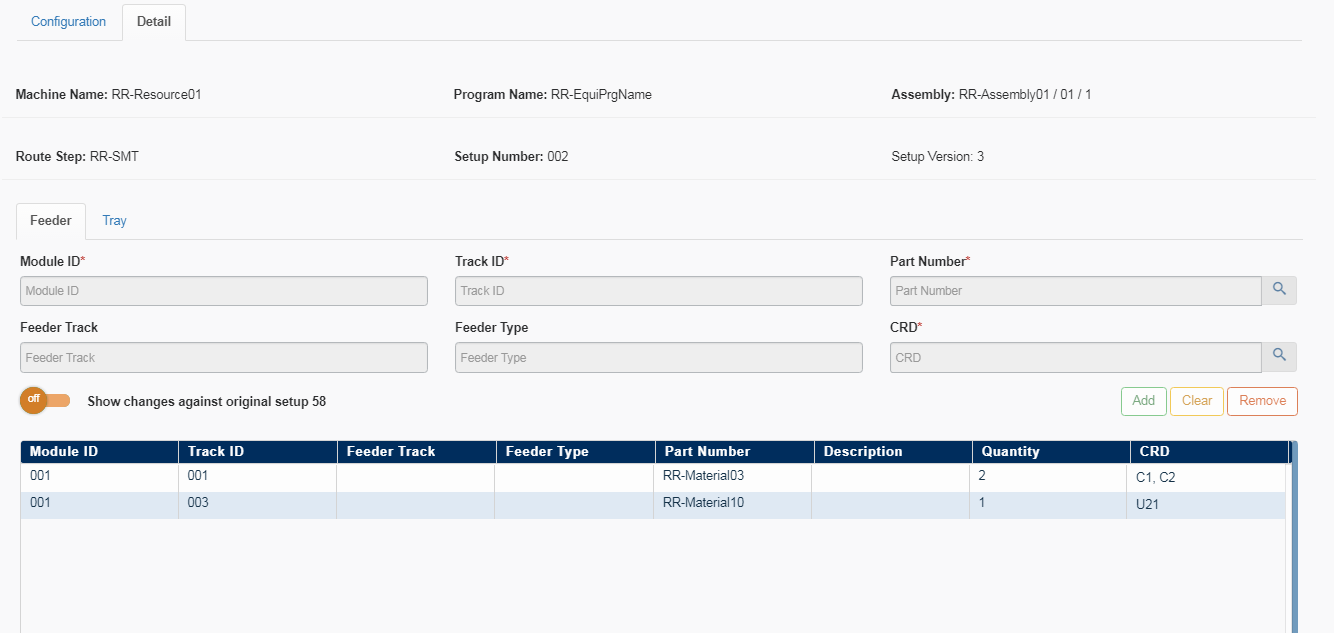 Configuration Detail
Machine Name: RR-Resource01 Program Name: RR-EquiPrgName Assembly: RR-Assembly01 / 01 / 1
Route Step: RR-SMT Setup Number: 002 Setup Version: 3
Feeder Tray
Module ID* Track ID* Part Number*
Module ID Track ID Part Number
Feeder Track Feeder Type CRD*
Feeder Track Feeder Type CRD
off Show changes against original setup 58 Add Clear Remove
Module ID Track ID Feeder Track Feeder Type Part Number Description Quantity CRD
001 001 RR-Material03 2 C1, C2
001 003 RR-Material10 1 U21